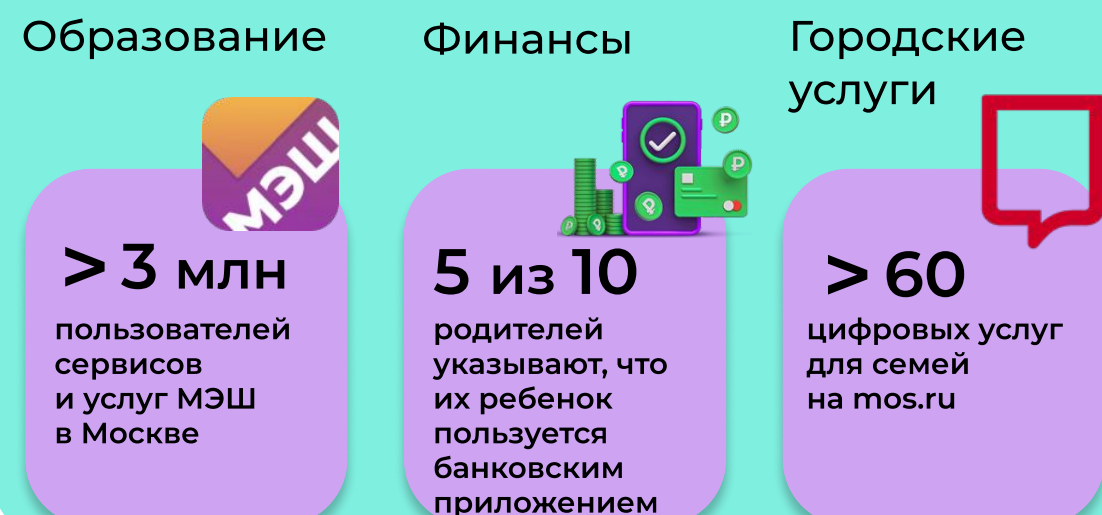 Образование
МЭШ
> 3 млн
пользователей
сервисов
и услуг МЭШ
в Москве
Финансы
5 из 10
родителей
указывают, что
их ребенок
пользуется
банковским
приложением
Городские
услуги
> 60
цифровых услуг
для семей
на mos.ru